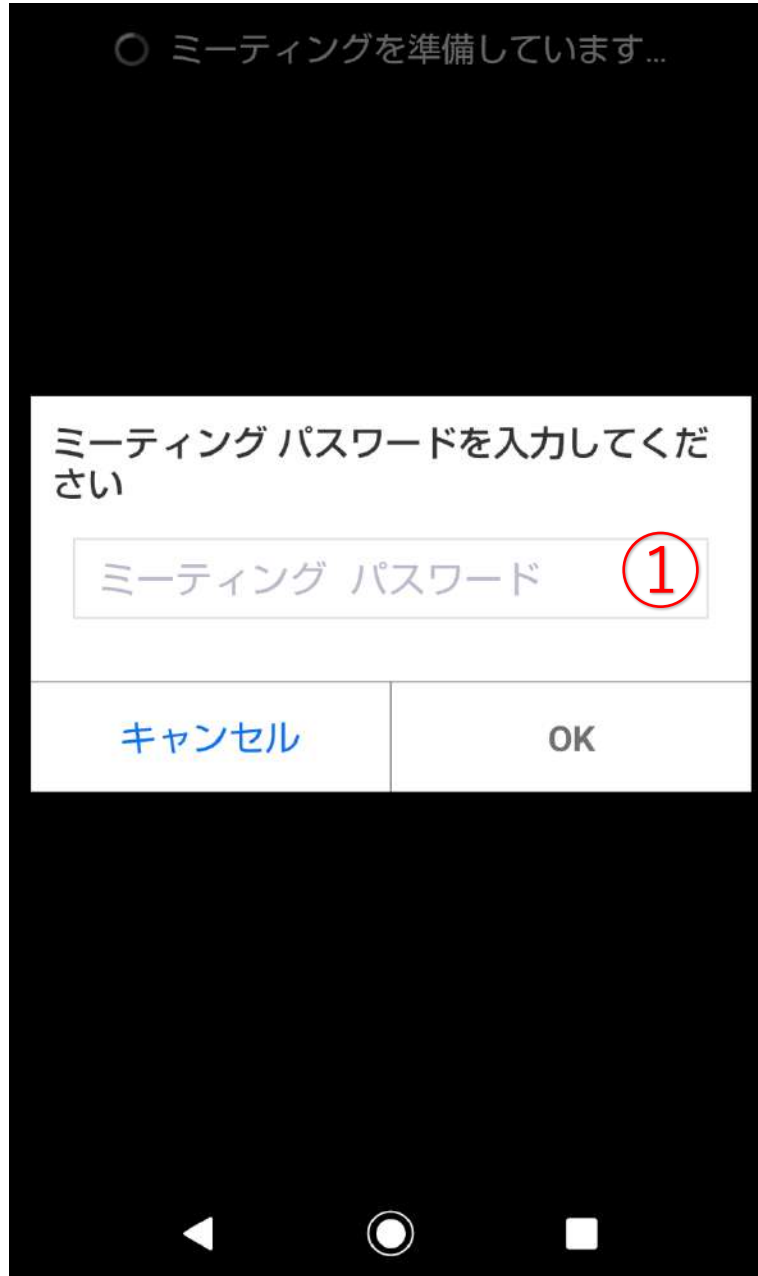 ミーティングを準備しています...
ミーティング パスワードを入力してくだ
さい
ミーティング パスワード
①
キャンセル
OK